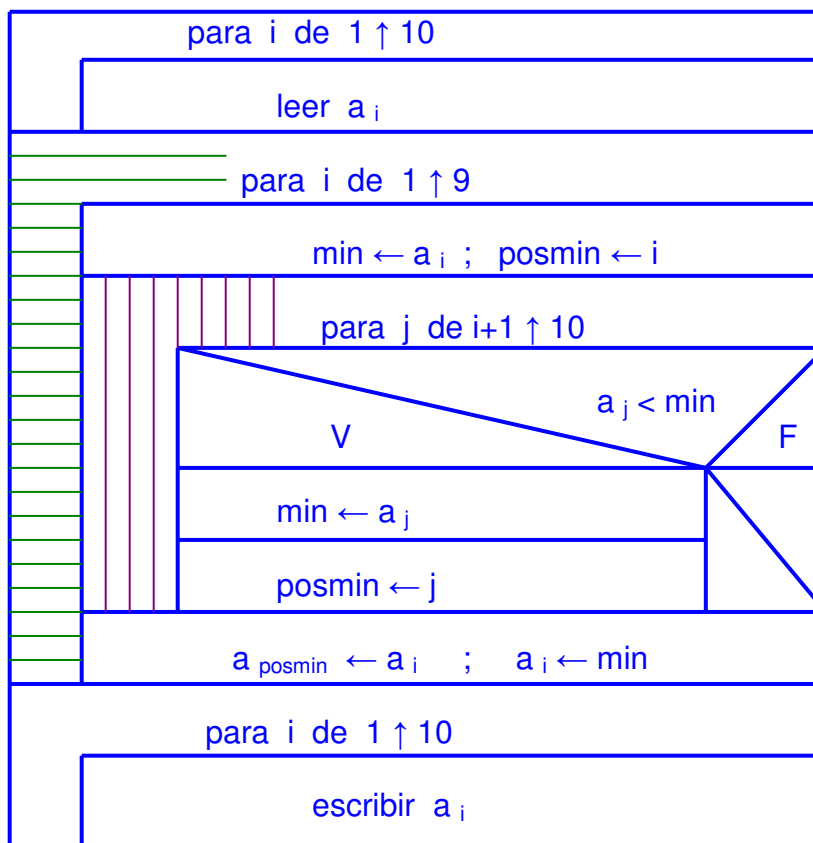 para i de 1 ↑ 10
leer a i
para i de 1 ↑ 9
min ← a i ; posmin ← i
para j de i+1 ↑ 10
a j < min
V F
min ← a j
posmin ← j
a posmin ← a i ; a i ← min
para i de 1 ↑ 10
escribir a i